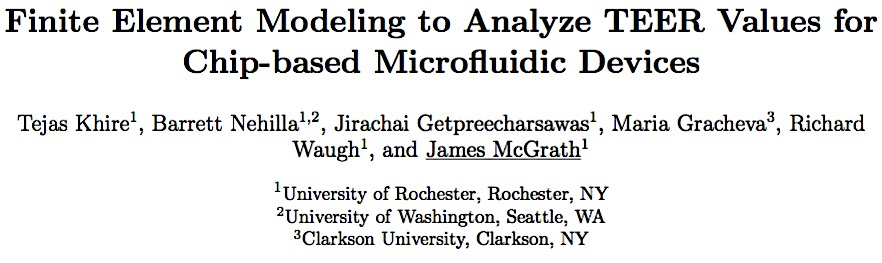 Finite Element Modeling to Analyze TEER Values for
Chip-based Microfluidic Devices
Tejas Khire¹, Barrett Nehilla¹,², Jirachai Getpreecharsawas¹, Maria Gracheva³, Richard
Waugh¹, and James McGrath¹
¹University of Rochester, Rochester, NY
²University of Washington, Seattle, WA
³Clarkson University, Clarkson, NY